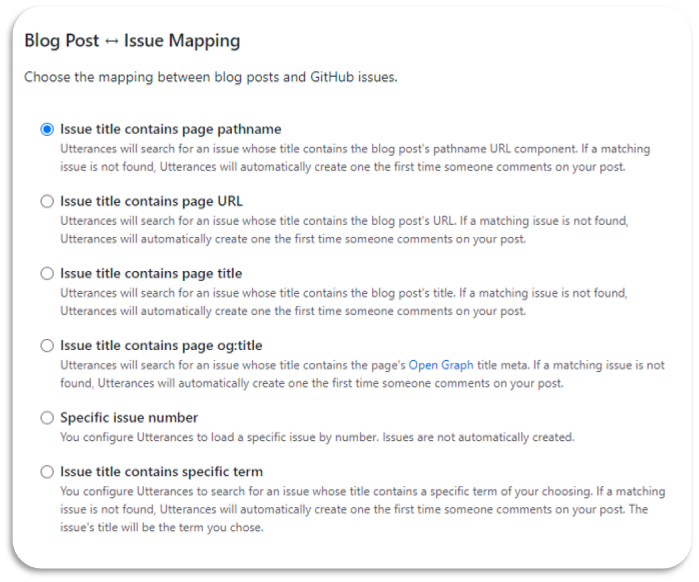 Blog Post ↔ Issue Mapping
Choose the mapping between blog posts and GitHub issues.
Issue title contains page pathname
Utterances will search for an issue whose title contains the blog post's pathname URL component. If a matching
issue is not found, Utterances will automatically create one the first time someone comments on your post.
Issue title contains page URL
Utterances will search for an issue whose title contains the blog post's URL. If a matching issue is not found,
Utterances will automatically create one the first time someone comments on your post.
Issue title contains page title
Utterances will search for an issue whose title contains the blog post's title. If a matching issue is not found,
Utterances will automatically create one the first time someone comments on your post.
Issue title contains page og:title
Utterances will search for an issue whose title contains the page's Open Graph title meta. If a matching issue is not
found, Utterances will automatically create one the first time someone comments on your post.
Specific issue number
You configure Utterances to load a specific issue by number. Issues are not automatically created.
Issue title contains specific term
You configure Utterances to search for an issue whose title contains a specific term of your choosing. If a matching
issue is not found, Utterances will automatically create one the first time someone comments on your post. The
issue's title will be the term you chose.